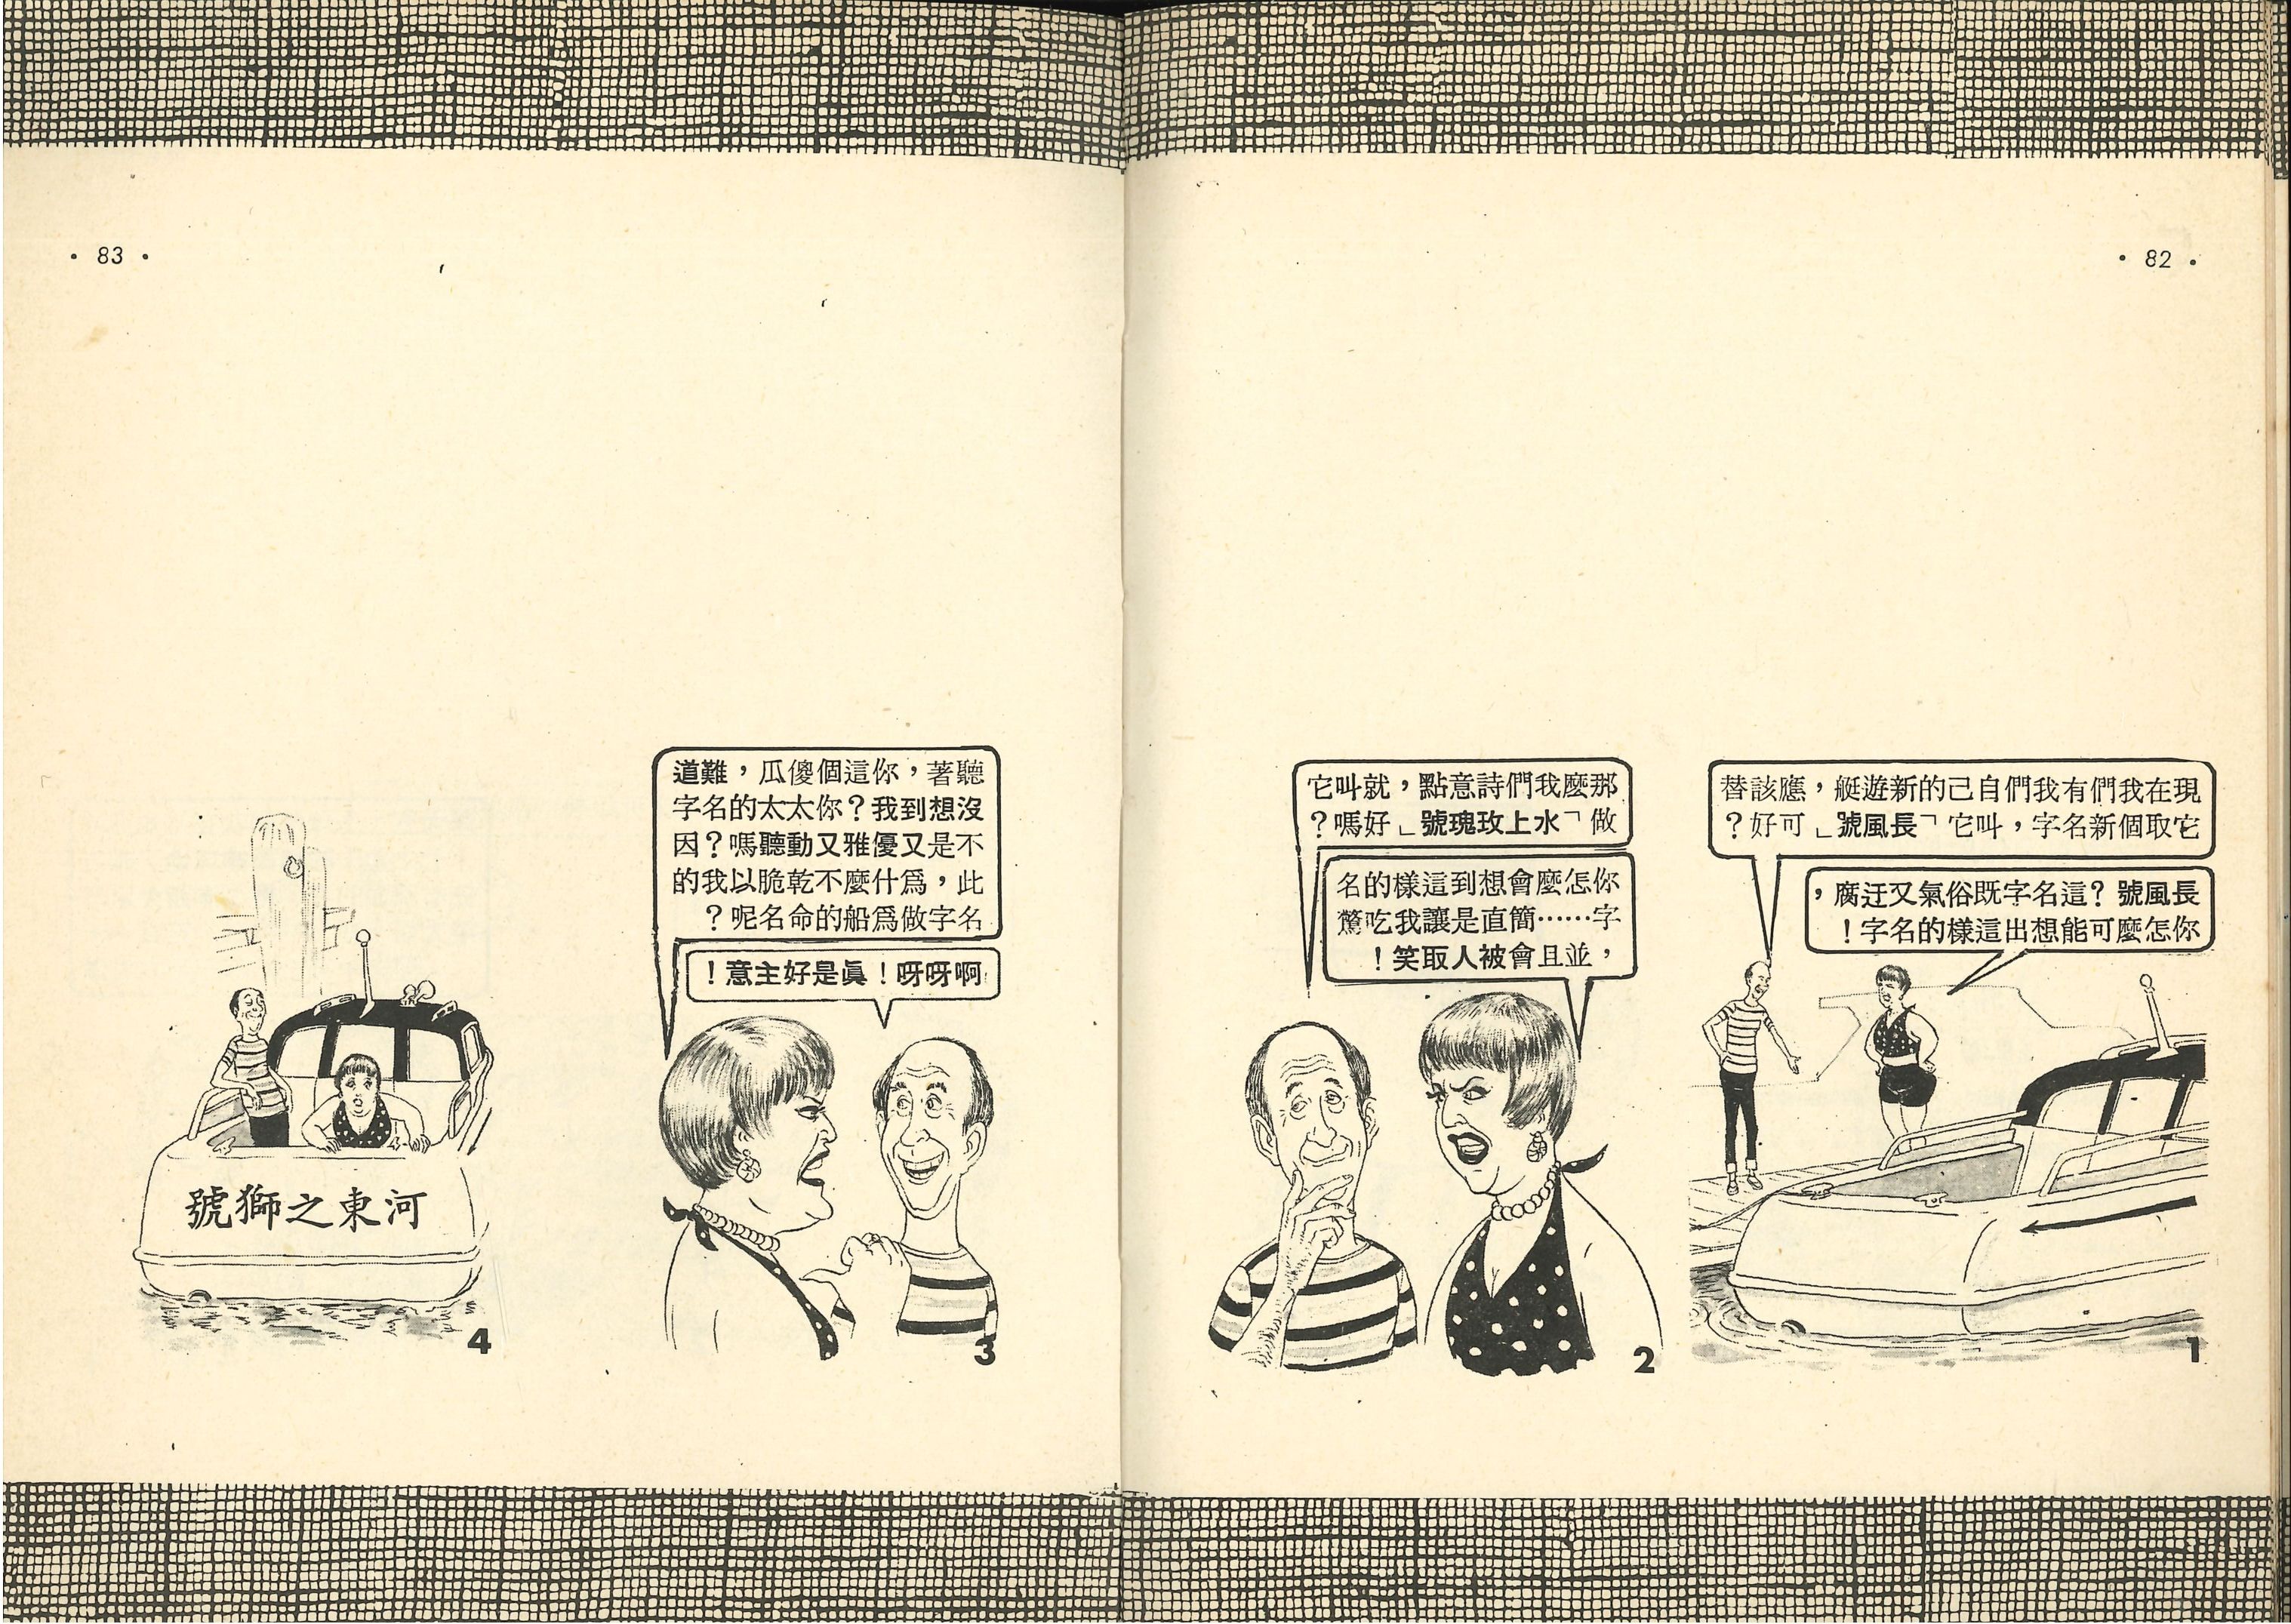 • 82 •
現在我們有我們自己的新遊艇，應該替
它取個新名字，叫它「長風號」可好？
長風號？這名字既俗氣又迂腐，
你怎麼可能想出這樣的名字！
1
那麼我們詩意點，就叫它
做「水上玫瑰號」好嗎？
你怎麼會想到這樣的名
字……簡直是讓我吃驚
，並且會被人取笑！
2
• 83 •
聽著，你這個傻瓜，難道
沒想到我？你太太的名字
不是又優雅又動聽嗎？因
此，爲什麼不乾脆以我的
名字做爲船的命名呢？
啊呀呀！眞是好主意！
3
河東之獅號
4